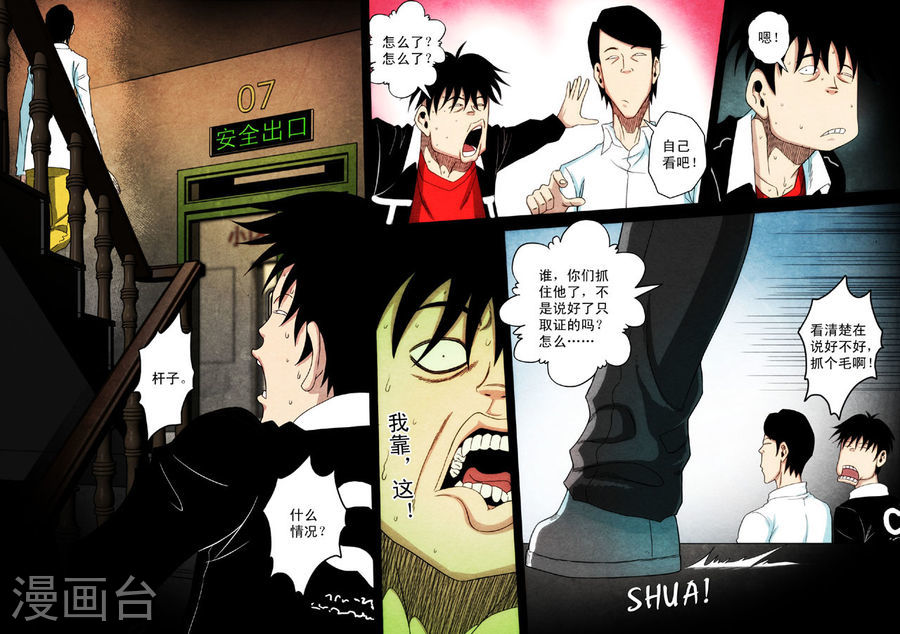 07
安全出口
小
杆子。
什么
情况？
怎么了？
怎么了？
自己
看吧！
嗯！
我靠，这！
谁，你们抓
住他了，不
是说好了只
取证的吗？
怎么……
看清楚在
说好不好，
抓个毛啊！
SHUA!
漫画台